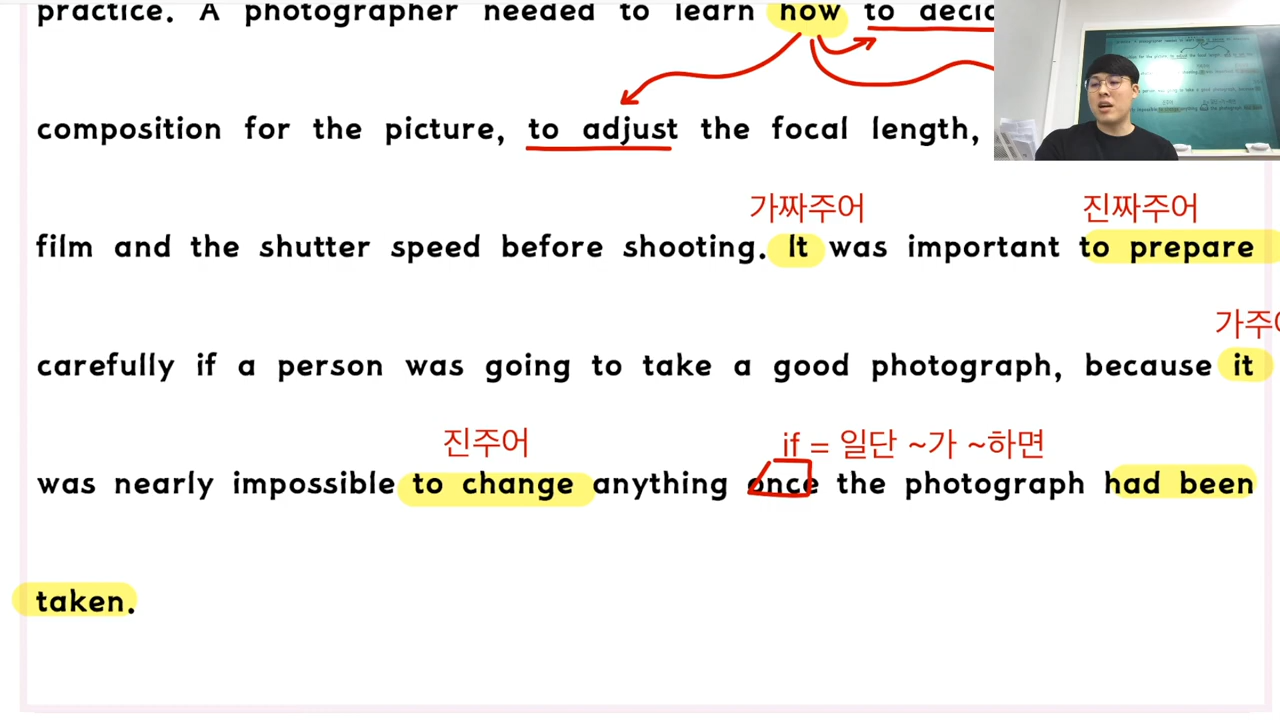 practice. A photographer needed to learn how to
composition for the picture, to adjust the focal length,
가짜주어 진짜주어
film and the shutter speed before shooting. It was important to prepare
carefully if a person was going to take a good photograph, because it
진주어 if = 일단 ~가 ~하면
was nearly impossible to change anything once the photograph had been
taken.